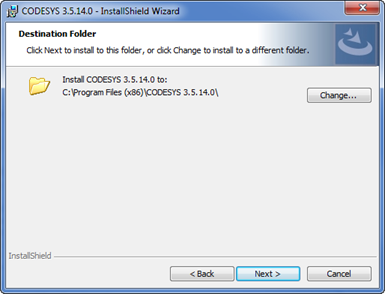 CODESYS 3.5.14.0 - InstallShield Wizard
Destination Folder
Click Next to install to this folder, or click Change to install to a different folder.
Install CODESYS 3.5.14.0 to:
C:\Program Files (x86)\CODESYS 3.5.14.0\
Change...
InstallShield
< Back
Next >
Cancel